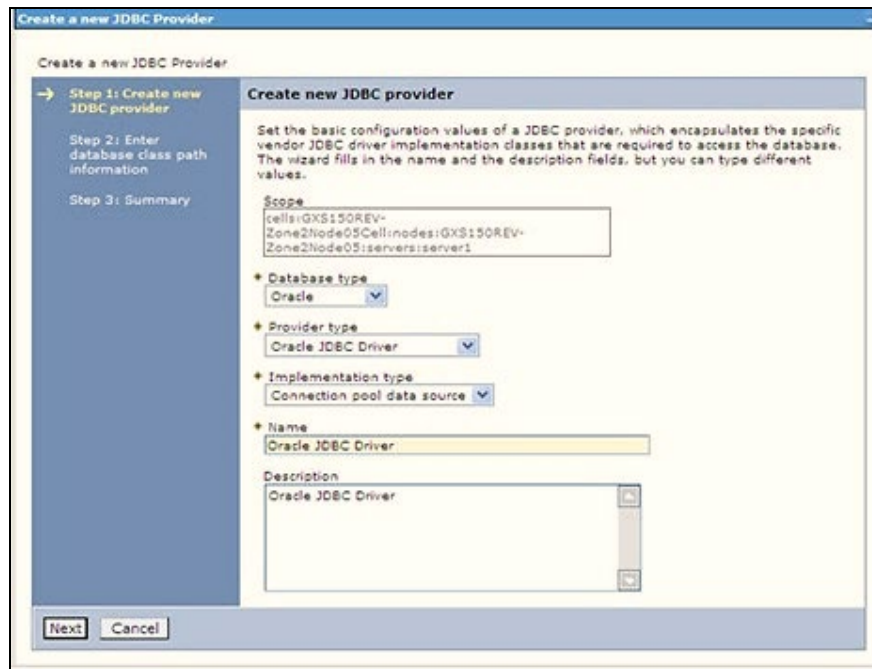 Create a new JDBC Provider
Create a new JDBC Provider
Step 1: Create new
JDBC provider
Step 2: Enter
database class path
information
Step 3: Summary
Create new JDBC provider
Set the basic configuration values of a JDBC provider, which encapsulates the specific
vendor JDBC driver implementation classes that are required to access the database.
The wizard fills in the name and the description fields, but you can type different
values.
Scope
cells:GXS150REV-
Zone2Node05Cell:nodes:GXS150REV-
Zone2Node05:servers:server1
Database type
Oracle
Provider type
Oracle JDBC Driver
Implementation type
Connection pool data source
Name
Oracle JDBC Driver
Description
Oracle JDBC Driver
Next
Cancel